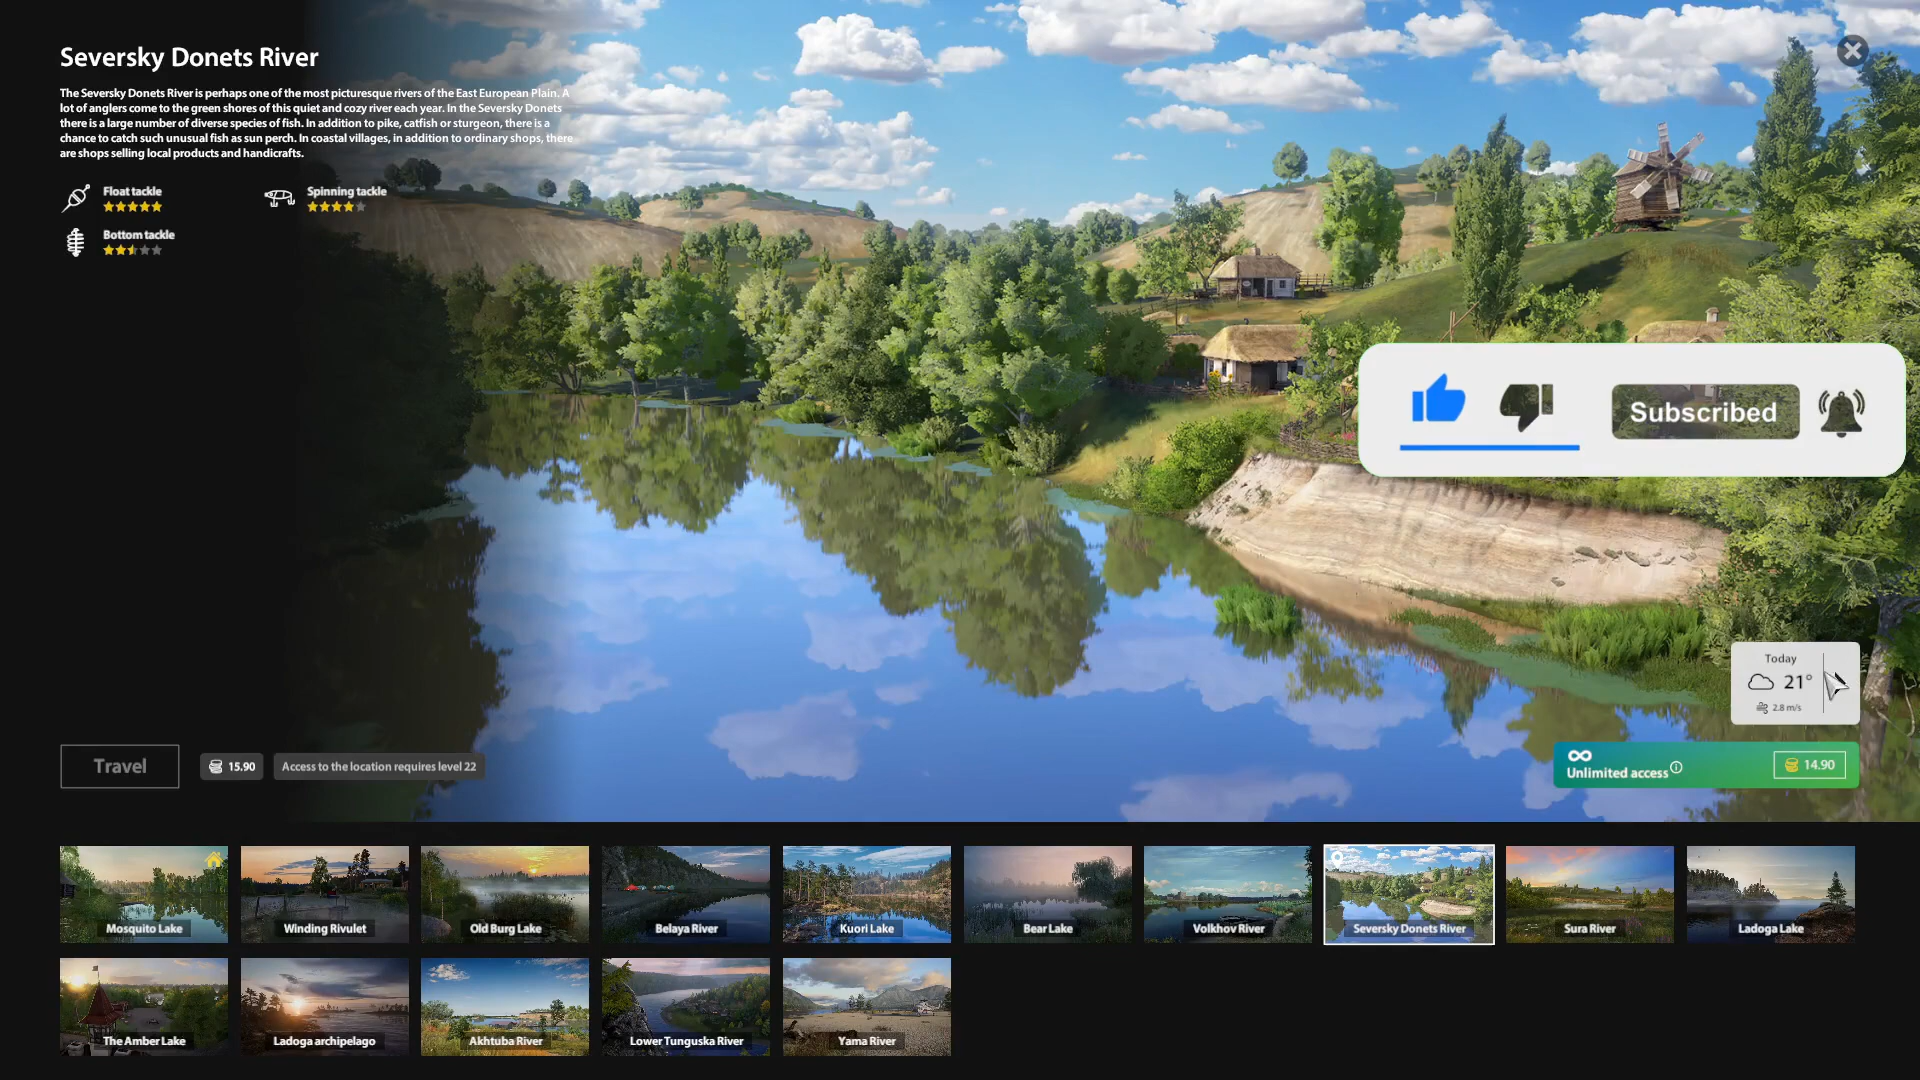 Seversky Donets River
The Seversky Donets River is perhaps one of the most picturesque rivers of the East European Plain. A
lot of anglers come to the green shores of this quiet and cozy river each year. In the Seversky Donets
there is a large number of diverse species of fish. In addition to pike, catfish or sturgeon, there is a
chance to catch such unusual fish as sun perch. In coastal villages, in addition to ordinary shops, there
are shops selling local products and handicrafts.
Float tackle
Spinning tackle
Bottom tackle
Subscribed
Today
21°
2.8 m/s
Travel
15.90
Access to the location requires level 22
Unlimited access
14.90
Mosquito Lake
Winding Rivulet
Old Burg Lake
Belaya River
Kuori Lake
Bear Lake
Volkhov River
Seversky Donets River
Sura River
Ladoga Lake
The Amber Lake
Ladoga archipelago
Akhtuba River
Lower Tunguska River
Yama River